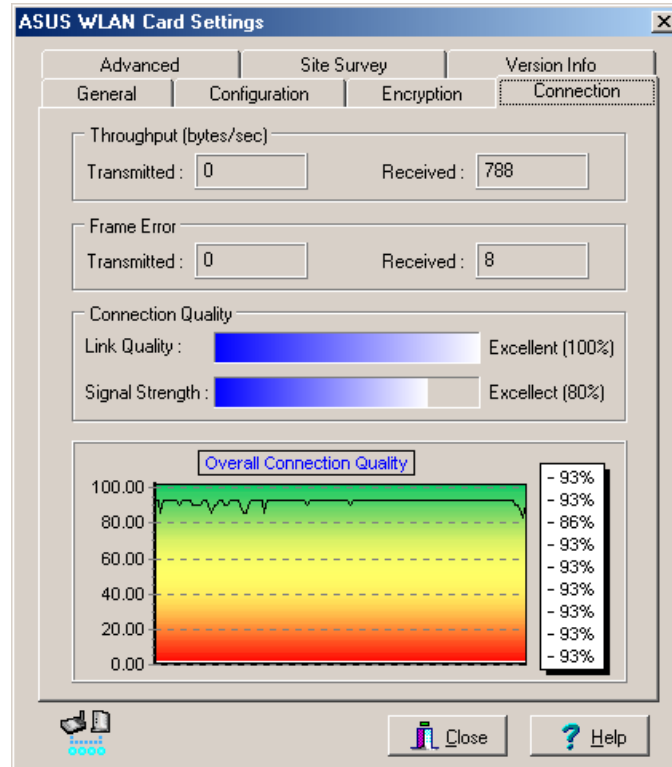 ASUS WLAN Card Settings
Advanced Site Survey Version Info
General Configuration Encryption Connection
Throughput (bytes/sec)
Transmitted : 0 Received : 788
Frame Error
Transmitted : 0 Received : 8
Connection Quality
Link Quality : Excellent (100%)
Signal Strength : Excellect (80%)
Overall Connection Quality
100.00
80.00
60.00
40.00
20.00
0.00
- 93%
- 93%
- 86%
- 93%
- 93%
- 93%
- 93%
- 93%
- 93%
Close Help